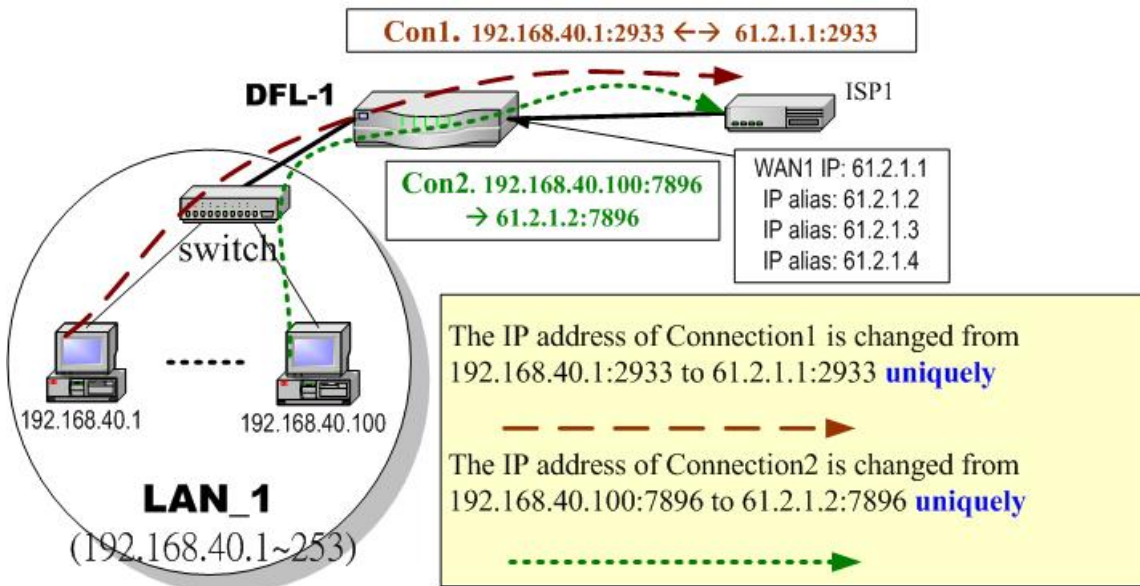 Con1. 192.168.40.1:2933 ←→ 61.2.1.1:2933
DFL-1
ISP1
Con2. 192.168.40.100:7896
→ 61.2.1.2:7896
WAN1 IP: 61.2.1.1
IP alias: 61.2.1.2
IP alias: 61.2.1.3
IP alias: 61.2.1.4
switch
192.168.40.1
192.168.40.100
LAN_1
(192.168.40.1~253)
The IP address of Connection1 is changed from
192.168.40.1:2933 to 61.2.1.1:2933 uniquely
The IP address of Connection2 is changed from
192.168.40.100:7896 to 61.2.1.2:7896 uniquely